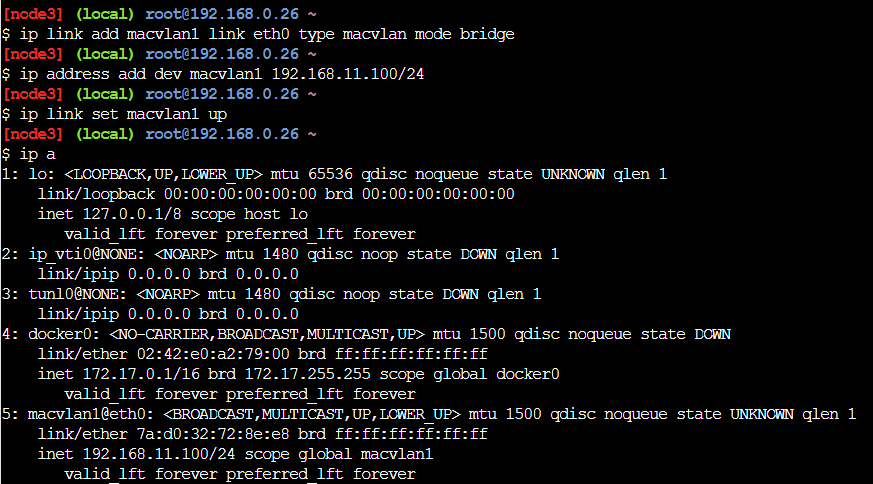 [node3] (local) root@192.168.0.26 ~
$ ip link add macvlan1 link eth0 type macvlan mode bridge
[node3] (local) root@192.168.0.26 ~
$ ip address add dev macvlan1 192.168.11.100/24
[node3] (local) root@192.168.0.26 ~
$ ip link set macvlan1 up
[node3] (local) root@192.168.0.26 ~
$ ip a
1: lo: <LOOPBACK,UP,LOWER_UP> mtu 65536 qdisc noqueue state UNKNOWN qlen 1
    link/loopback 00:00:00:00:00:00 brd 00:00:00:00:00:00
    inet 127.0.0.1/8 scope host lo
       valid_lft forever preferred_lft forever
2: ip_vti0@NONE: <NOARP> mtu 1480 qdisc noop state DOWN qlen 1
    link/ipip 0.0.0.0 brd 0.0.0.0
3: tunl0@NONE: <NOARP> mtu 1480 qdisc noop state DOWN qlen 1
    link/ipip 0.0.0.0 brd 0.0.0.0
4: docker0: <NO-CARRIER,BROADCAST,MULTICAST,UP> mtu 1500 qdisc noqueue state DOWN
    link/ether 02:42:e0:a2:79:00 brd ff:ff:ff:ff:ff:ff
    inet 172.17.0.1/16 brd 172.17.255.255 scope global docker0
       valid_lft forever preferred_lft forever
5: macvlan1@eth0: <BROADCAST,MULTICAST,UP,LOWER_UP> mtu 1500 qdisc noqueue state UNKNOWN qlen 1
    link/ether 7a:d0:32:72:8e:e8 brd ff:ff:ff:ff:ff:ff
    inet 192.168.11.100/24 scope global macvlan1
       valid_lft forever preferred_lft forever